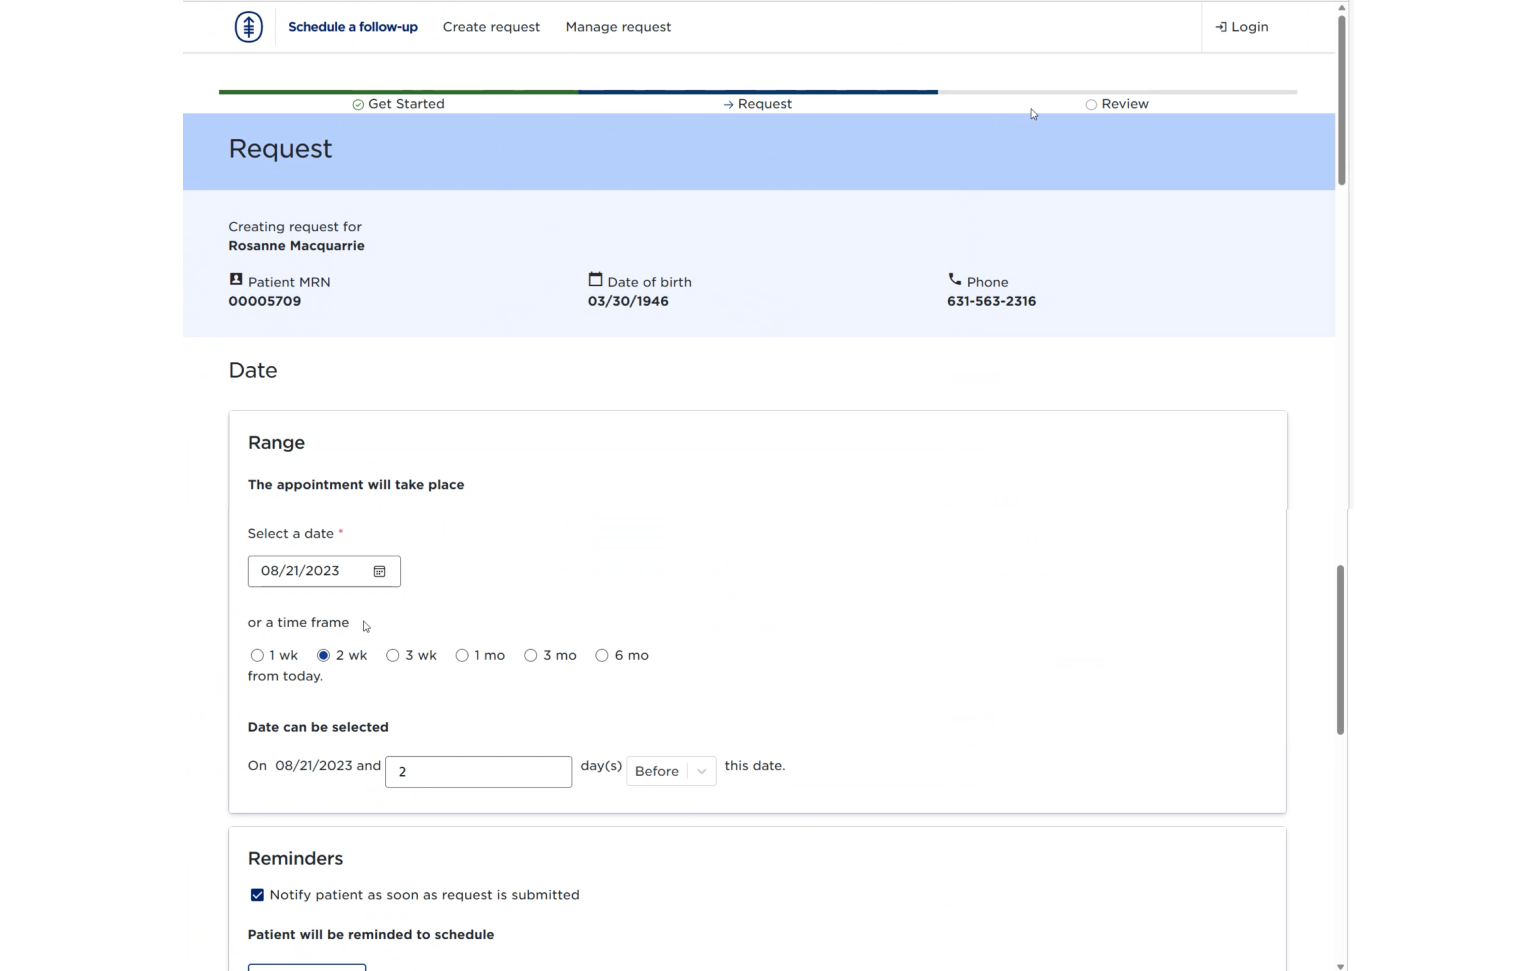 Schedule a follow-up Create request Manage request Login
Get Started Request Review
Request
Creating request for
Rosanne Macquarrie
Patient MRN Date of birth Phone
00005709 03/30/1946 631-563-2316
Date
Range
The appointment will take place
Select a date *
08/21/2023
or a time frame
1 wk 2 wk 3 wk 1 mo 3 mo 6 mo
from today.
Date can be selected
On 08/21/2023 and 2 day(s) Before this date.
Reminders
Notify patient as soon as request is submitted
Patient will be reminded to schedule